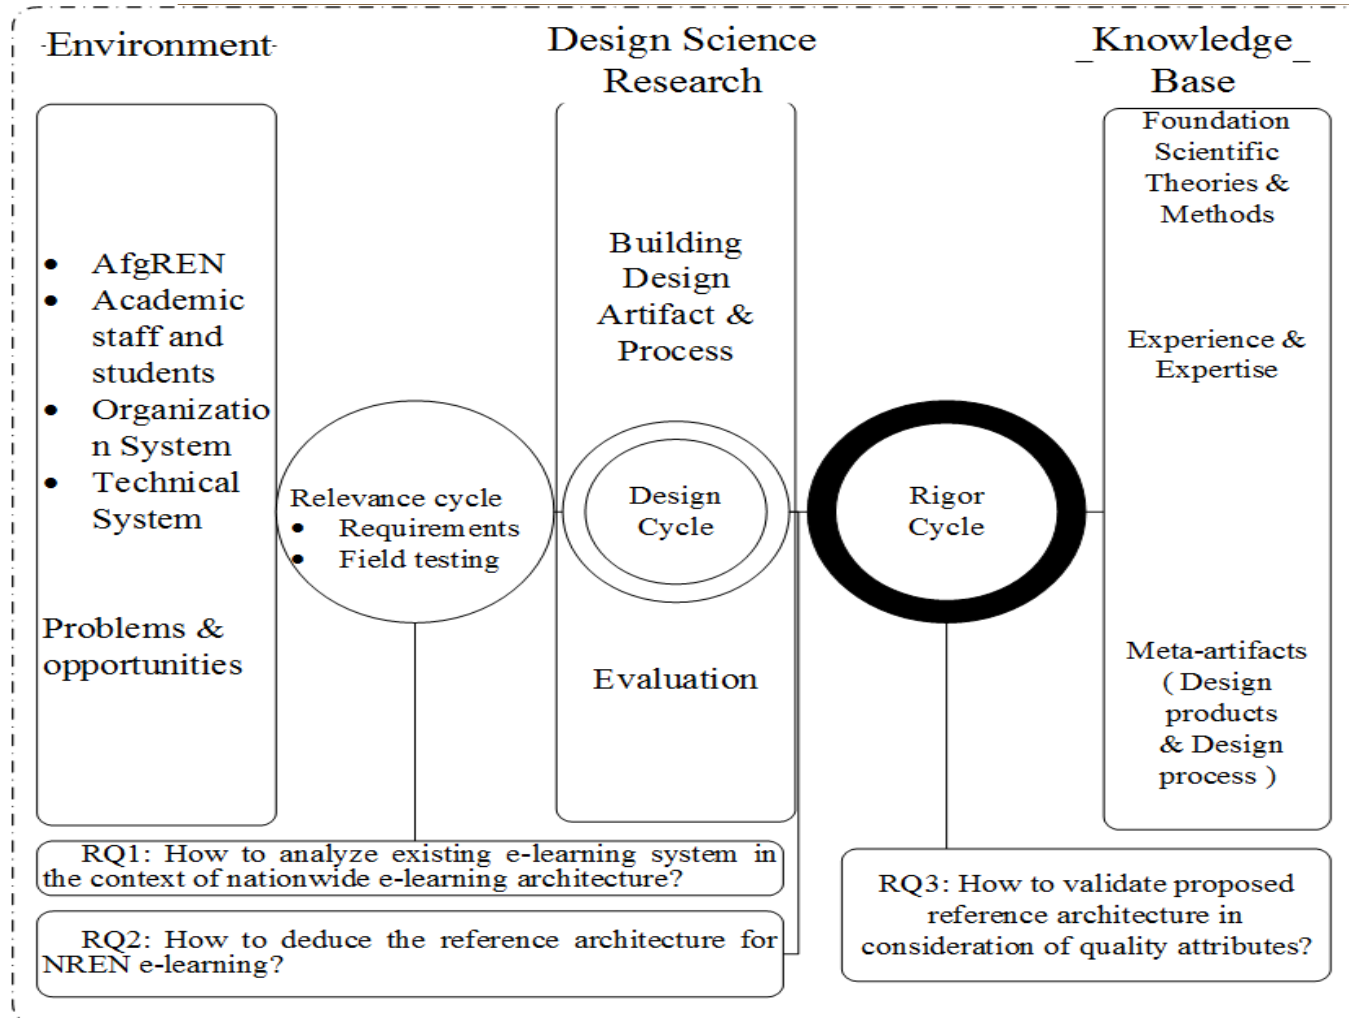 Environment
• AfgREN
• Academic
staff and
students
• Organizatio
n System
• Technical
System
Problems &
opportunities
Relevance cycle
• Requirements
• Field testing
Design Science
Research
Building
Design
Artifact &
Process
Design
Cycle
Evaluation
Rigor
Cycle
Knowledge
Base
Foundation
Scientific
Theories &
Methods
Experience &
Expertise
Meta-artifacts
( Design
products
& Design
process )
RQ1: How to analyze existing e-learning system in
the context of nationwide e-learning architecture?
RQ2: How to deduce the reference architecture for
NREN e-learning?
RQ3: How to validate proposed
reference architecture in
consideration of quality attributes?